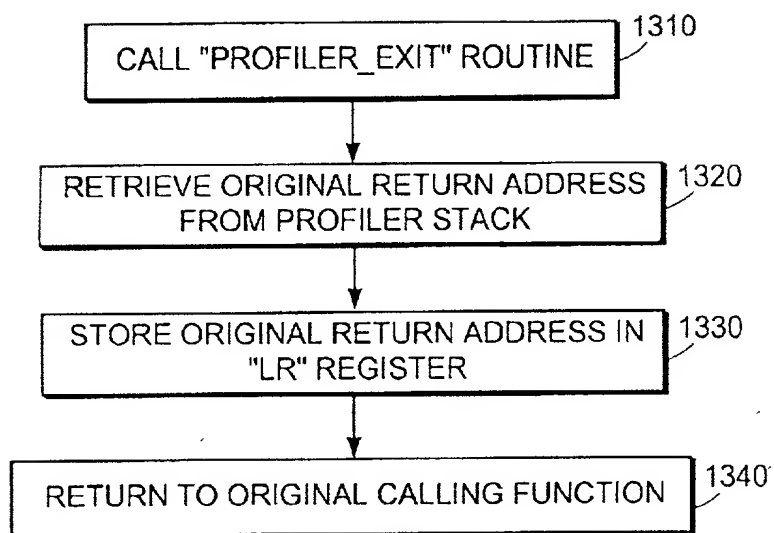 1310
CALL "PROFILER_EXIT" ROUTINE
RETRIEVE ORIGINAL RETURN ADDRESS
FROM PROFILER STACK
1320
STORE ORIGINAL RETURN ADDRESS IN
"LR" REGISTER
1330
RETURN TO ORIGINAL CALLING FUNCTION
1340